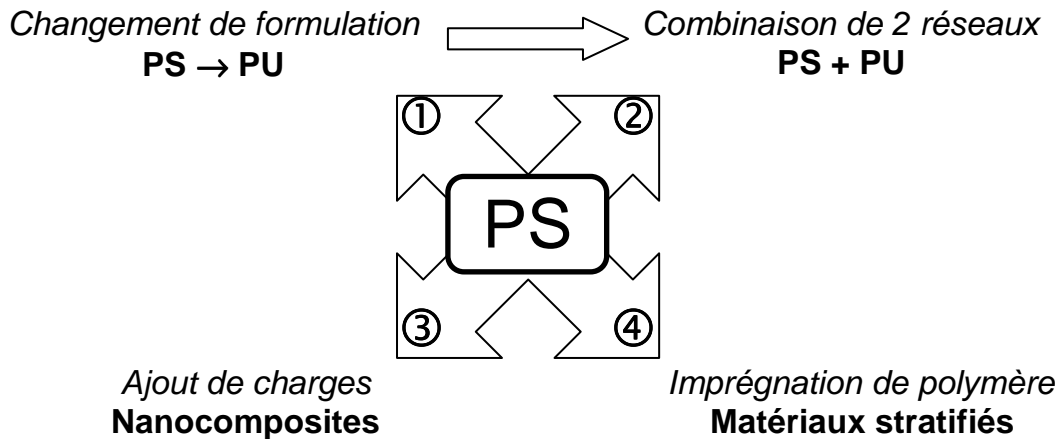 Changement de formulation
PS → PU
Combinaison de 2 réseaux
PS + PU
①
②
PS
③
④
Ajout de charges
Nanocomposites
Imprégnation de polymère
Matériaux stratifiés